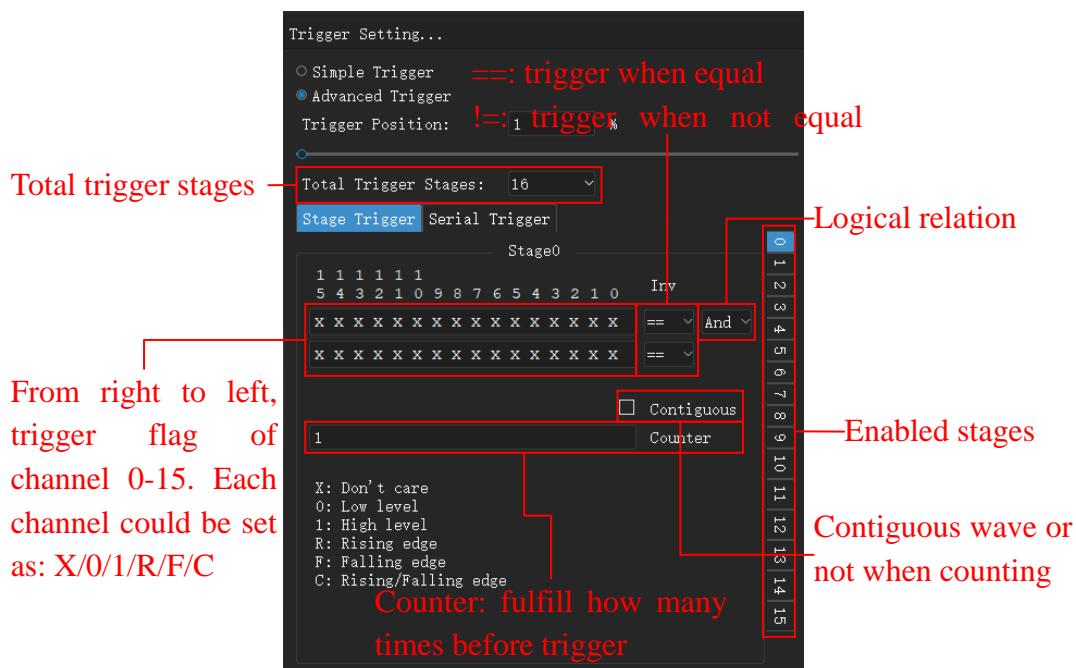 Trigger Setting...
Simple Trigger
==: trigger when equal
Advanced Trigger
Trigger Position: 1 %
!=: trigger when not equal
Total trigger stages
Total Trigger Stages: 16
Stage Trigger Serial Trigger
Logical relation
Stage0
1 1 1 1 1 1
5 4 3 2 1 0 9 8 7 6 5 4 3 2 1 0
Inv
X X X X X X X X X X X X X X X X == And
X X X X X X X X X X X X X X X X ==
From right to left,
trigger flag of
channel 0-15. Each
channel could be set
as: X/0/1/R/F/C
Contiguous
1 Counter
X: Don't care
0: Low level
1: High level
R: Rising edge
F: Falling edge
C: Rising/Falling edge
Counter: fulfill how many
times before trigger
0
1
2
3
4
5
6
7
8
9
10
11
12
13
14
15
Enabled stages
Contiguous wave or
not when counting